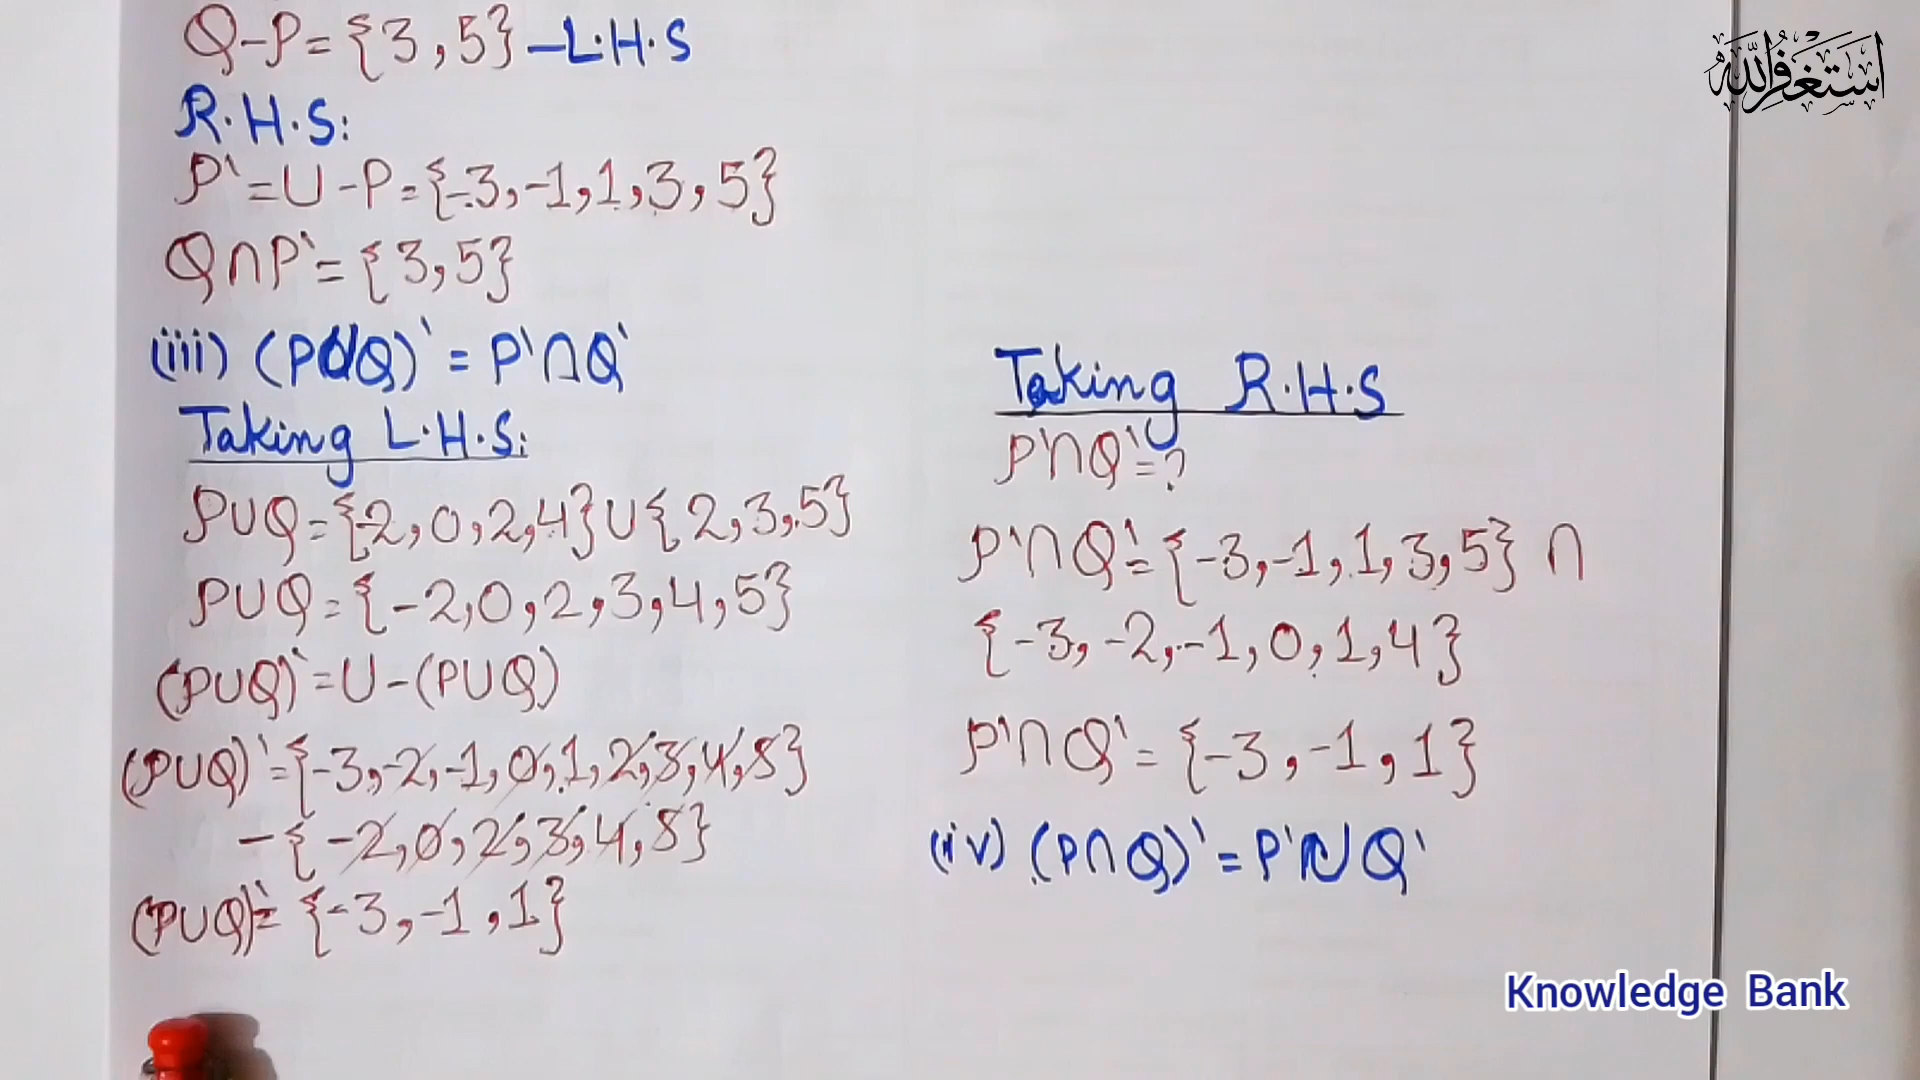 أستغفر الله
Q-P={3,5}-L.H.S
R.H.S:
P'=U-P={-3,-1,1,3,5}
Q∩P'={3,5}
(iii) (P∪Q)'=P'∩Q'
Taking L.H.S:
P∪Q={-2,0,2,4}∪{2,3,5}
P∪Q={-2,0,2,3,4,5}
(P∪Q)'=U-(P∪Q)
(P∪Q)'={-3,-2,-1,0,1,2,3,4,5}
-{-2,0,2,3,4,5}
(P∪Q)'={-3,-1,1}
Taking R.H.S
P'∩Q'=?
P'∩Q'={-3,-1,1,3,5} ∩
{-3,-2,-1,0,1,4}
P'∩Q'={-3,-1,1}
(iv) (P∩Q)'=P'∪Q'
Knowledge Bank